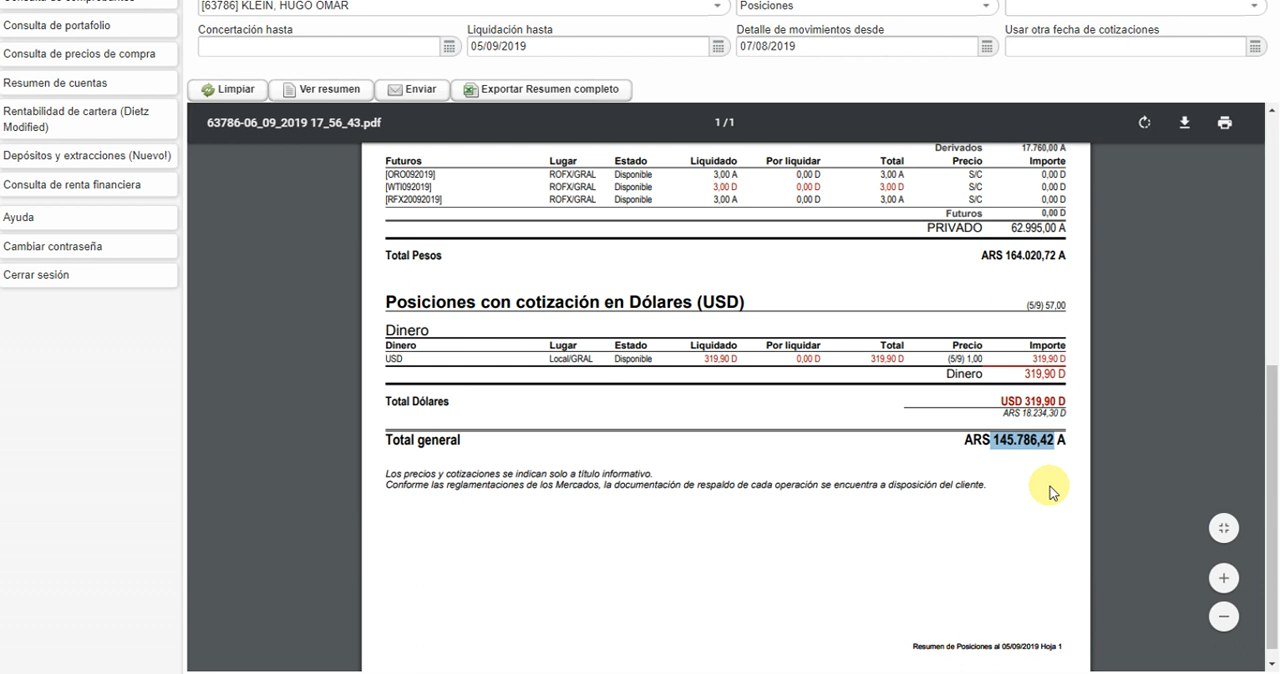 Consulta de comprobantes
[63786] KLEIN, HUGO OMAR
Posiciones
Consulta de portafolio
Consulta de precios de compra
Resumen de cuentas
Rentabilidad de cartera (Dietz
Modified)
Depósitos y extracciones (Nuevo!)
Consulta de renta financiera
Ayuda
Cambiar contraseña
Cerrar sesión
Concertación hasta
Liquidación hasta
Detalle de movimientos desde
Usar otra fecha de cotizaciones
05/09/2019
07/08/2019
Limpiar
Ver resumen
Enviar
Exportar Resumen completo
63786-06_09_2019 17_56_43.pdf
1 / 1
Derivados 17.760,00 A
Futuros Lugar Estado Liquidado Por liquidar Total Precio Importe
[ORO092019] ROFX/GRAL Disponible 3,00 A 0,00 D 3,00 A S/C 0,00 D
[WTI092019] ROFX/GRAL Disponible 3,00 D 0,00 D 3,00 D S/C 0,00 D
[RFX20092019] ROFX/GRAL Disponible 3,00 A 0,00 D 3,00 A S/C 0,00 D
Futuros 0,00 D
PRIVADO 62.995,00 A
Total Pesos ARS 164.020,72 A
Posiciones con cotización en Dólares (USD) (5/9) 57,00
Dinero
Dinero Lugar Estado Liquidado Por liquidar Total Precio Importe
USD Local/GRAL Disponible 319,90 D 0,00 D 319,90 D (5/9) 1,00 319,90 D
Dinero 319,90 D
Total Dólares USD 319,90 D
ARS 18.234,30 D
Total general ARS 145.786,42 A
Los precios y cotizaciones se indican solo a título informativo.
Conforme las reglamentaciones de los Mercados, la documentación de respaldo de cada operación se encuentra a disposición del cliente.
Resumen de Posiciones al 05/09/2019 Hoja 1